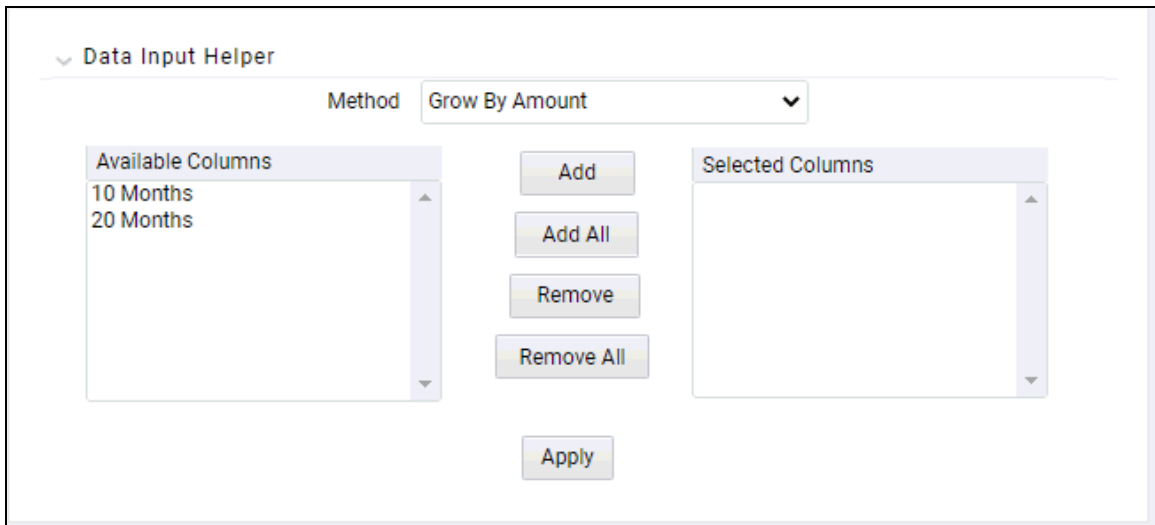 Data Input Helper
Method Grow By Amount
Available Columns
10 Months
20 Months
Add
Add All
Remove
Remove All
Selected Columns
Apply